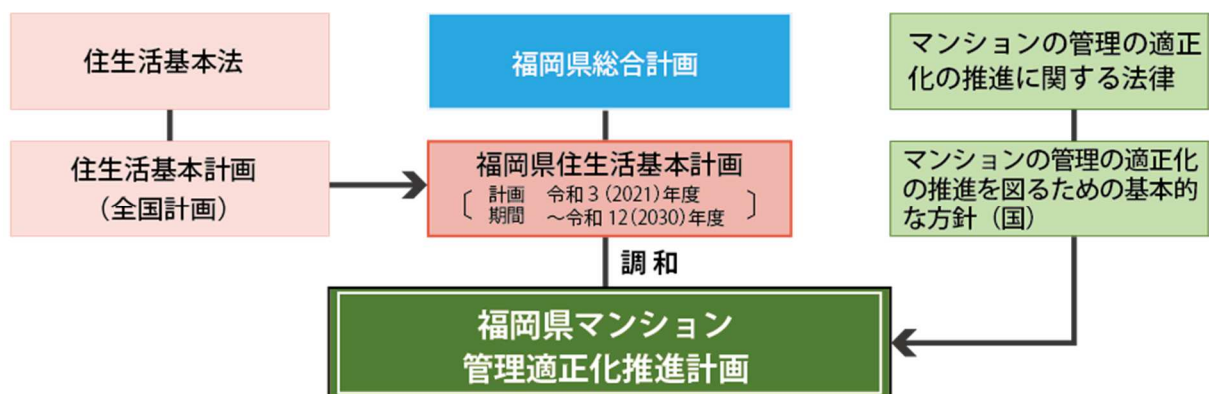 住生活基本法
福岡県総合計画
マンションの管理の適正
化の推進に関する法律
住生活基本計画
(全国計画)
福岡県住生活基本計画
計画 令和3(2021)年度
期間 ～令和12(2030)年度
マンションの管理の適正化
の推進を図るための基本的
な方針(国)
調和
福岡県マンション
管理適正化推進計画